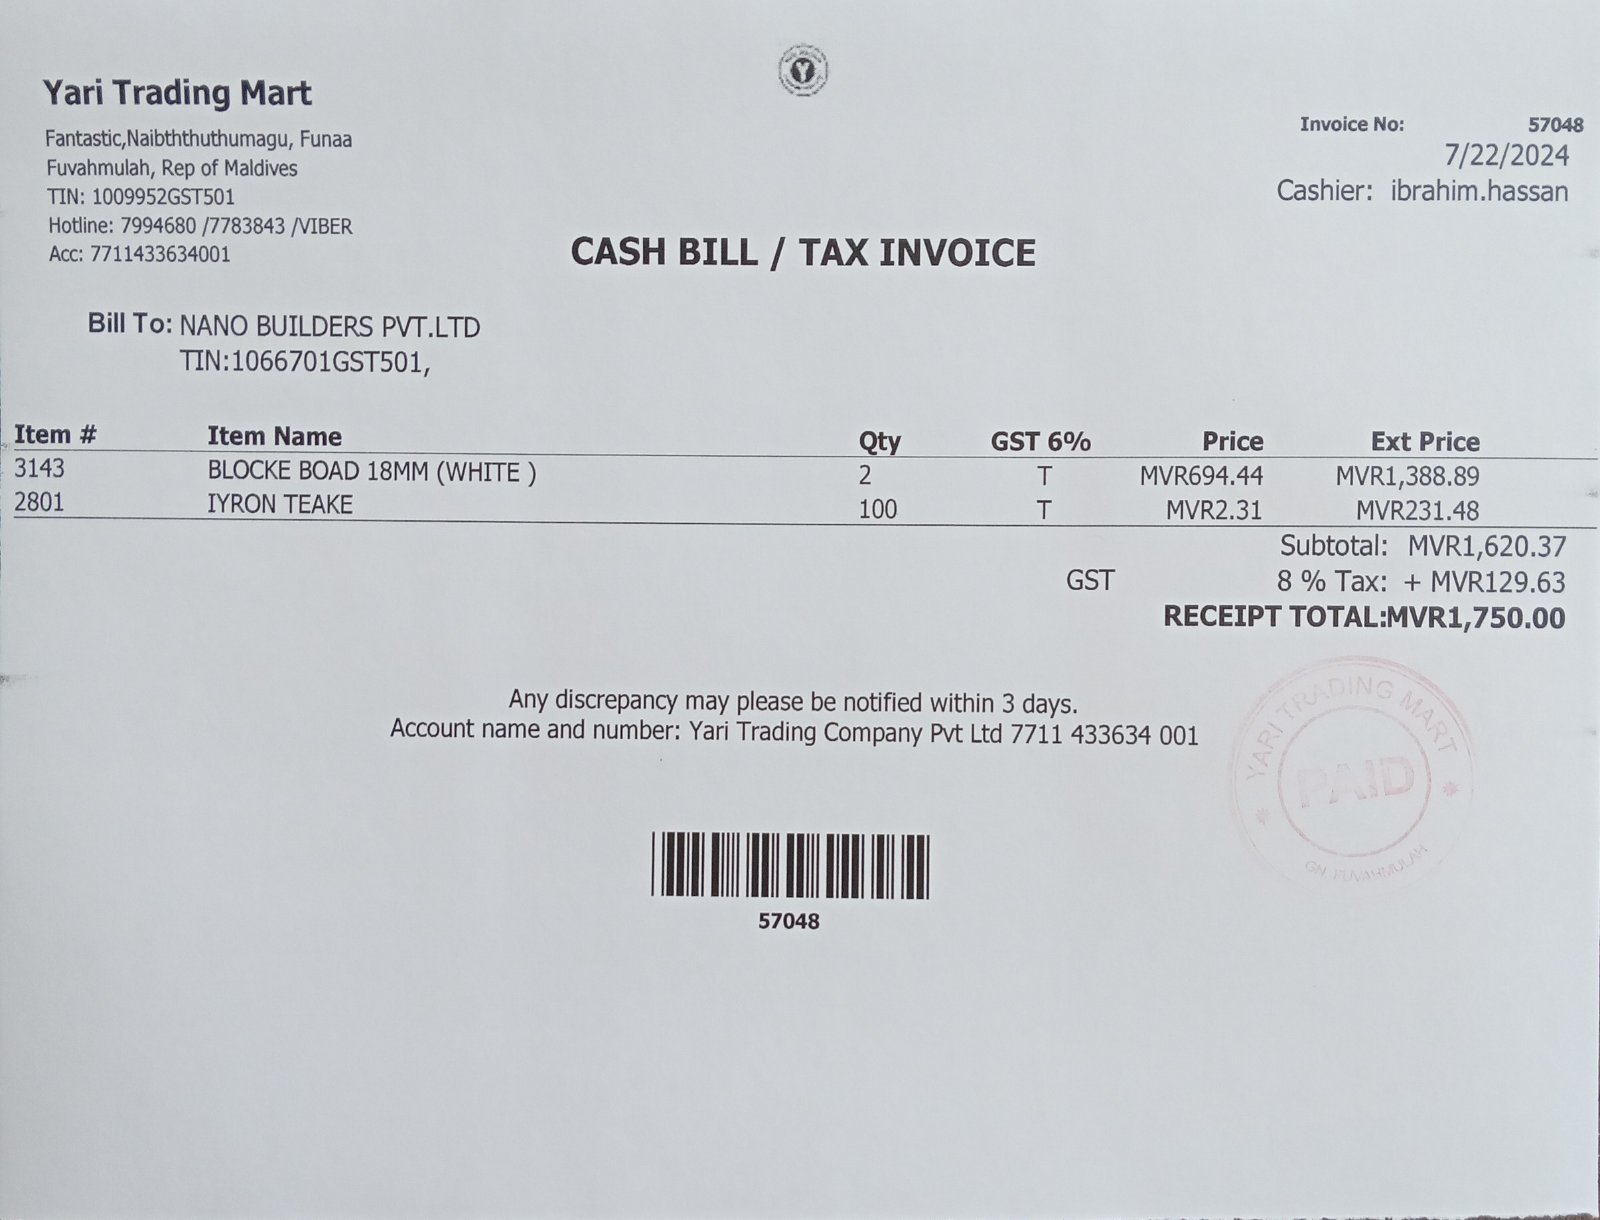 Yari Trading Mart
Fantastic,Naibththuthumagu, Funaa
Fuvahmulah, Rep of Maldives
TIN: 1009952GST501
Hotline: 7994680 /7783843 /VIBER
Acc: 7711433634001
Y
Invoice No: 57048
7/22/2024
Cashier: ibrahim.hassan
CASH BILL / TAX INVOICE
Bill To: NANO BUILDERS PVT.LTD
TIN:1066701GST501,
Item # Item Name Qty GST 6% Price Ext Price
3143 BLOCKE BOAD 18MM (WHITE ) 2 T MVR694.44 MVR1,388.89
2801 IYRON TEAKE 100 T MVR2.31 MVR231.48
Subtotal: MVR1,620.37
GST 8 % Tax: + MVR129.63
RECEIPT TOTAL:MVR1,750.00
Any discrepancy may please be notified within 3 days.
Account name and number: Yari Trading Company Pvt Ltd 7711 433634 001
YARI TRADING MART
PAID
GN. FUVAHMULAH
57048